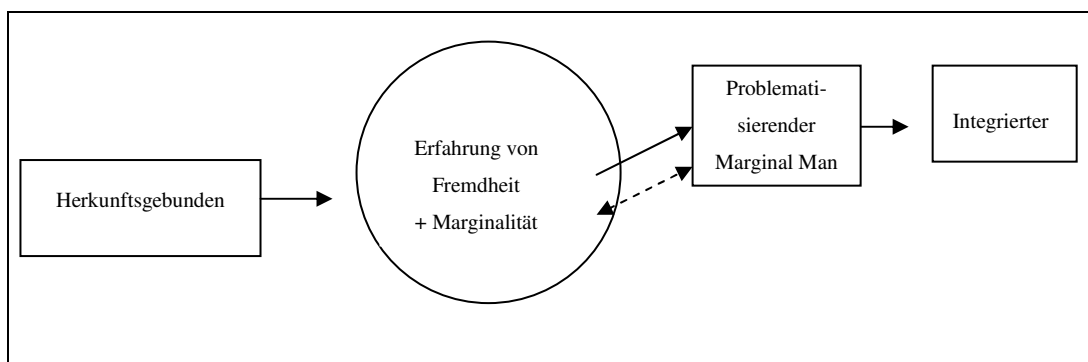 Herkunftsgebunden
Erfahrung von
Fremdheit
+ Marginalität
Problemati-
sierender
Marginal Man
Integrierter